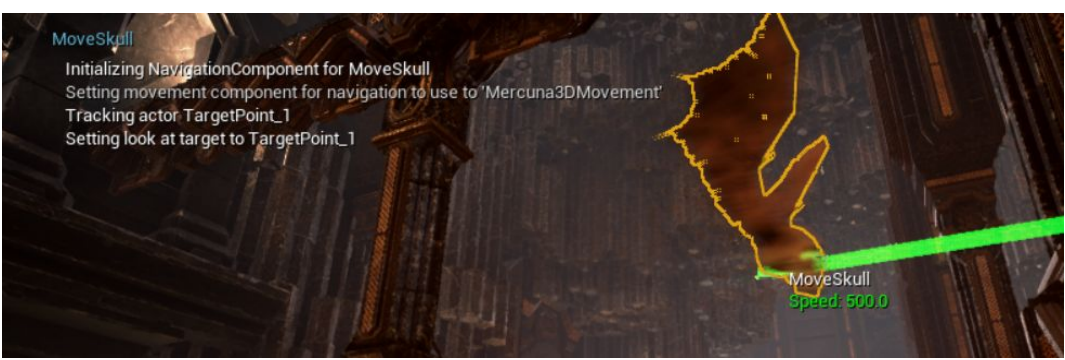 MoveSkull
Initializing NavigationComponent for MoveSkull
Setting movement component for navigation to use to 'Mercuna3DMovement'
Tracking actor TargetPoint_1
Setting look at target to TargetPoint_1
MoveSkull
Speed: 500.0